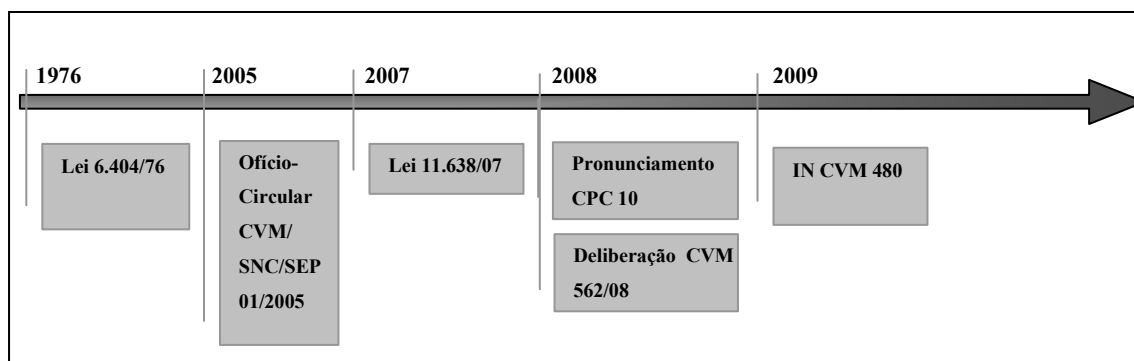 1976
2005
2007
2008
2009
Lei 6.404/76
Ofício-
Circular
CVM/
SNC/SEP
01/2005
Lei 11.638/07
Pronunciamento
CPC 10
Deliberação CVM
562/08
IN CVM 480